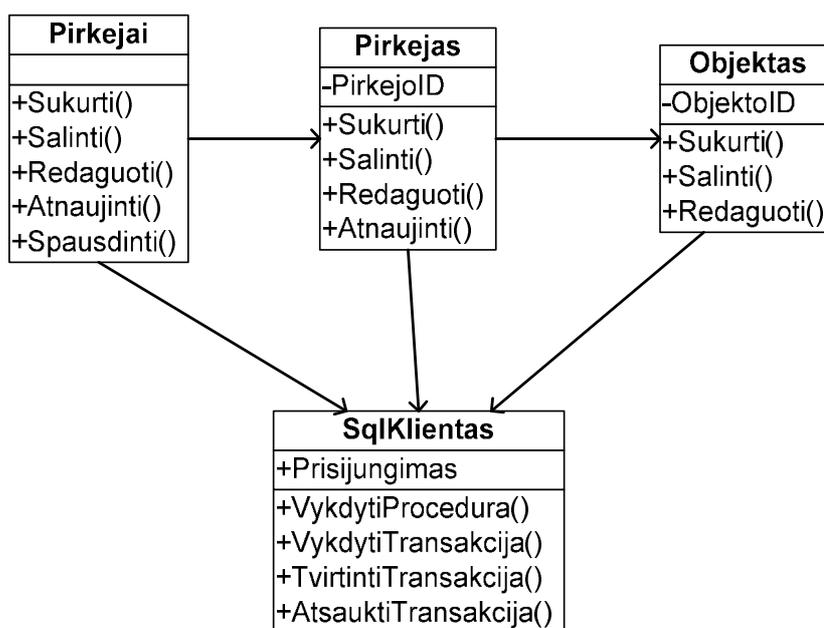 Pirkejai
+Sukurti()
+Salinti()
+Redaguoti()
+Atnaujinti()
+Spausdinti()
Pirkejas
-PirkejoID
+Sukurti()
+Salinti()
+Redaguoti()
+Atnaujinti()
Objektas
-ObjektoID
+Sukurti()
+Salinti()
+Redaguoti()
SqlKlientas
+Prisijungimas
+VykdytiProcedura()
+VykdytiTransakcija()
+TvirtintiTransakcija()
+AtsauktiTransakcija()